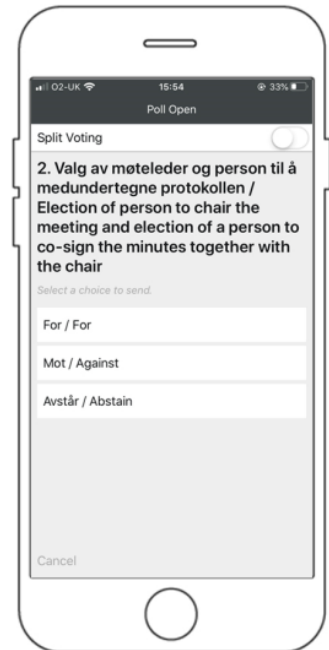 O2-UK 15:54 33%
Poll Open
Split Voting
2. Valg av møteleder og person til å
medundertegne protokollen /
Election of person to chair the
meeting and election of a person to
co-sign the minutes together with
the chair
Select a choice to send.
For / For
Mot / Against
Avstår / Abstain
Cancel